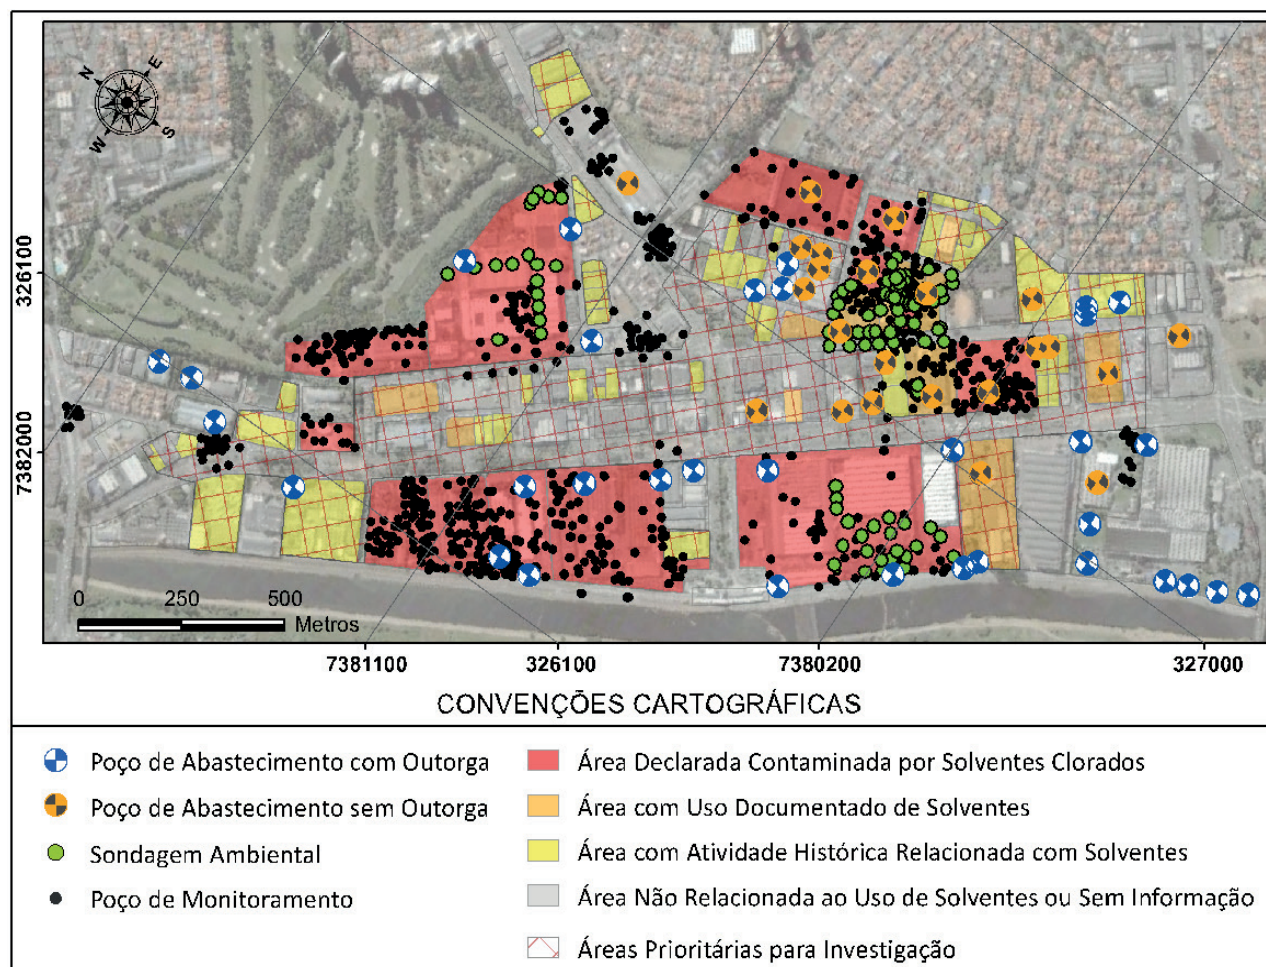 N
E
W
S
326100
7382000
0 250 500
Metros
7381100 326100 7380200 327000
CONVENÇÕES CARTOGRÁFICAS
Poço de Abastecimento com Outorga
Poço de Abastecimento sem Outorga
Sondagem Ambiental
Poço de Monitoramento
Área Declarada Contaminada por Solventes Clorados
Área com Uso Documentado de Solventes
Área com Atividade Histórica Relacionada com Solventes
Área Não Relacionada ao Uso de Solventes ou Sem Informação
Áreas Prioritárias para Investigação